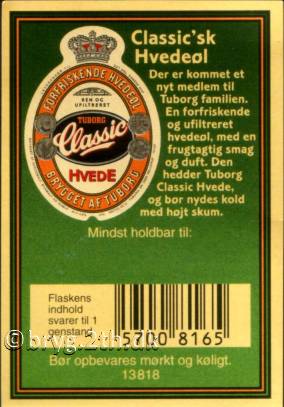 Classic'sk
Hvedeøl
Der er kommet et
nyt medlem til
Tuborg familien.
En forfriskende
og ufiltreret
hvedeøl, med en
frugtagtig smag
og duft. Den
hedder Tuborg
Classic Hvede,
og bør nydes kold
med højt skum.
FORFRISKENDE HVEDEØL
REN OG
UFILTRERET
TUBORG
Classic
HVEDE
BRYGGET AF TUBORG
Mindst holdbar til:
Flaskens
indhold
svarer til 1
genstand
5700 8165
© bryg.2th.dk
Bør opbevares mørkt og køligt.
13818